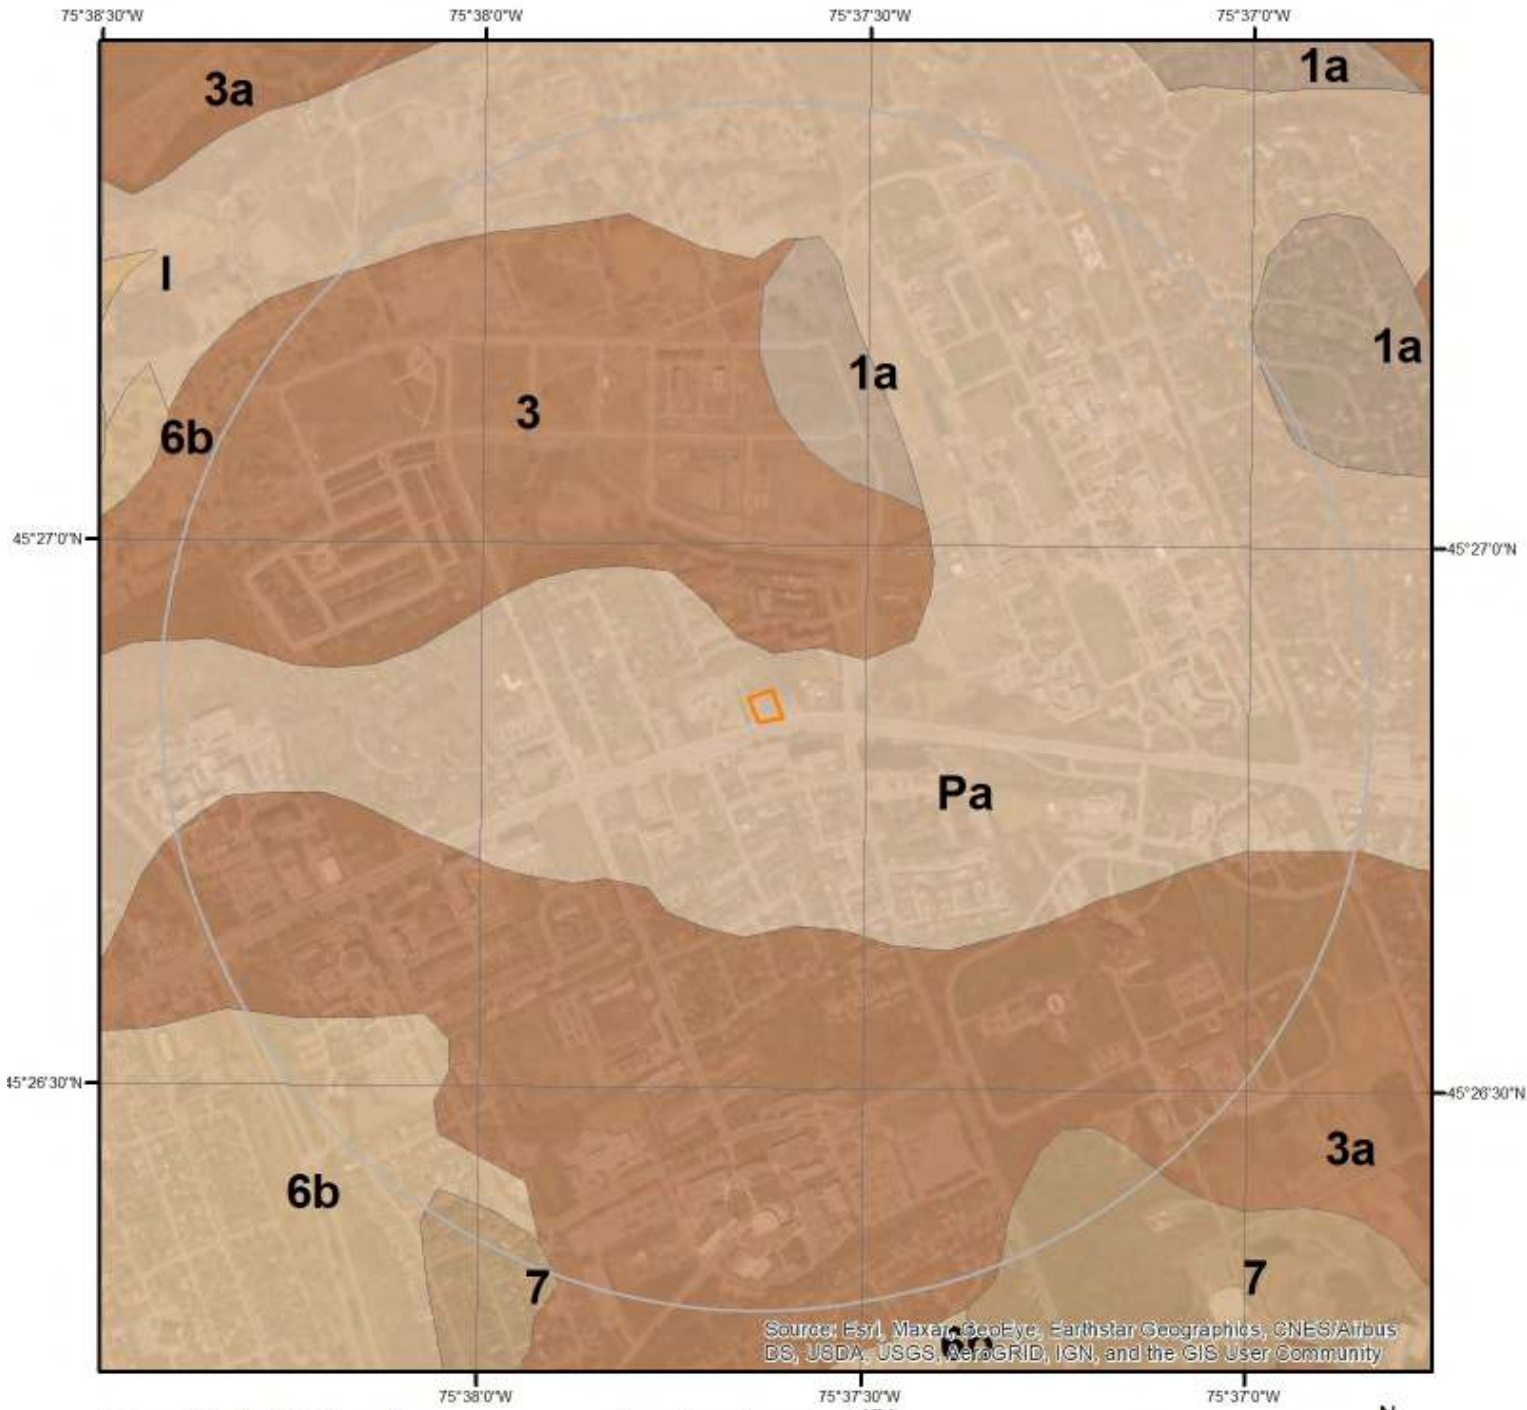 75°38'30"W 75°38'0"W 75°37'30"W 75°37'0"W
3a
1a
I
1a
1a
3
6b
45°27'0"N
45°27'0"N
Pa
45°26'30"N
45°26'30"N
3a
6b
7
7
Source: Esri, Maxar, GeoEye, Earthstar Geographics, CNES/Airbus
DS, USDA, USGS, AeroGRID, IGN, and the GIS User Community
75°38'0"W 75°37'30"W 75°37'0"W
N